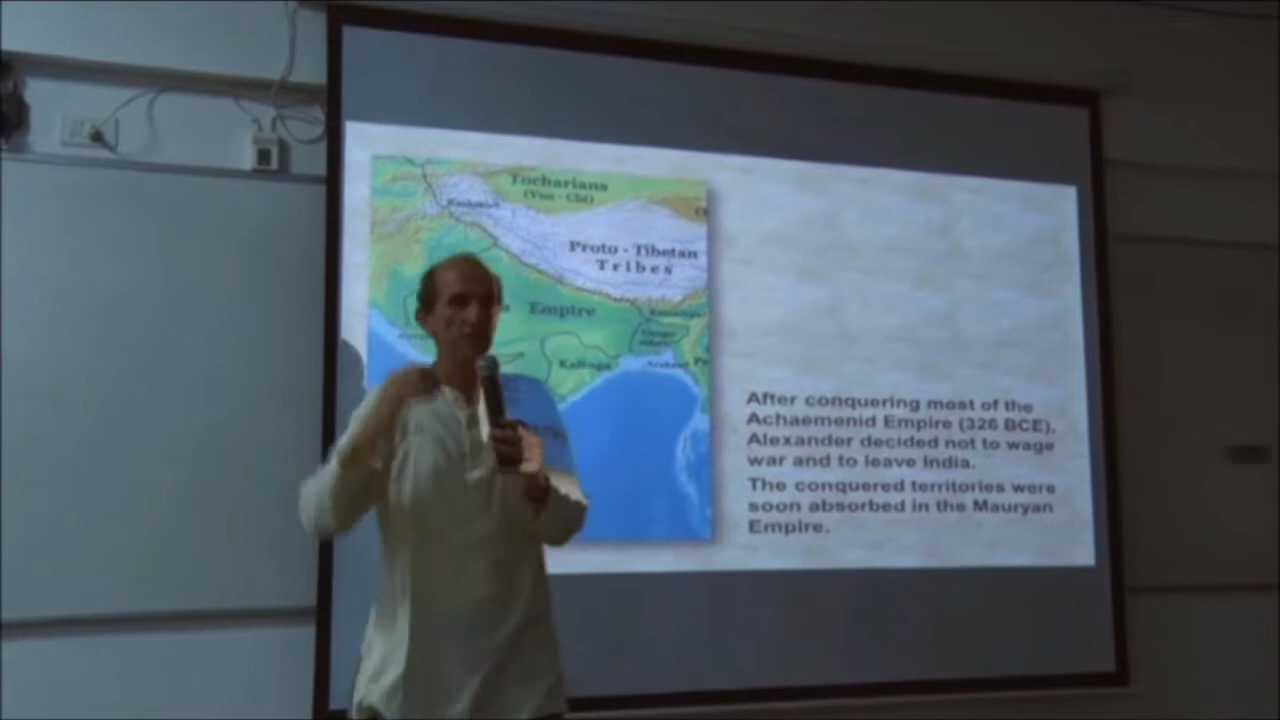 Tocharians
(Yue - Chi)
Proto - Tibetan
Tribes
Empire
Kalinga
After conquering most of the
Achaemenid Empire (326 BCE),
Alexander decided not to wage
war and to leave India.
The conquered territories were
soon absorbed in the Mauryan
Empire.